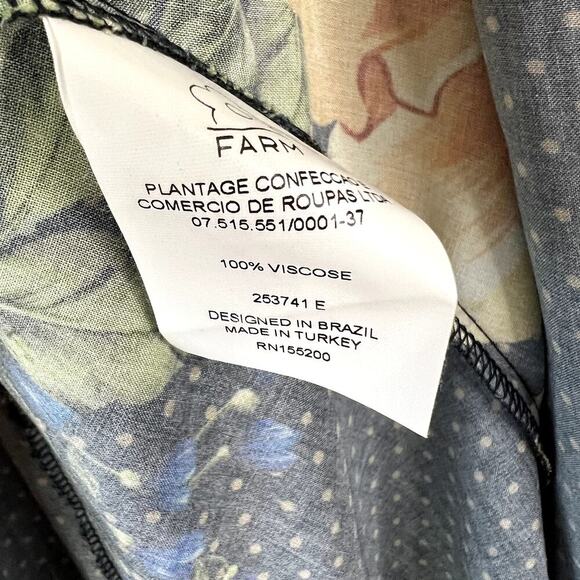 FARM
PLANTAGE CONFECCAO E
COMERCIO DE ROUPAS LTDA
07.515.551/0001-37
100% VISCOSE
253741 E
DESIGNED IN BRAZIL
MADE IN TURKEY
RN155200